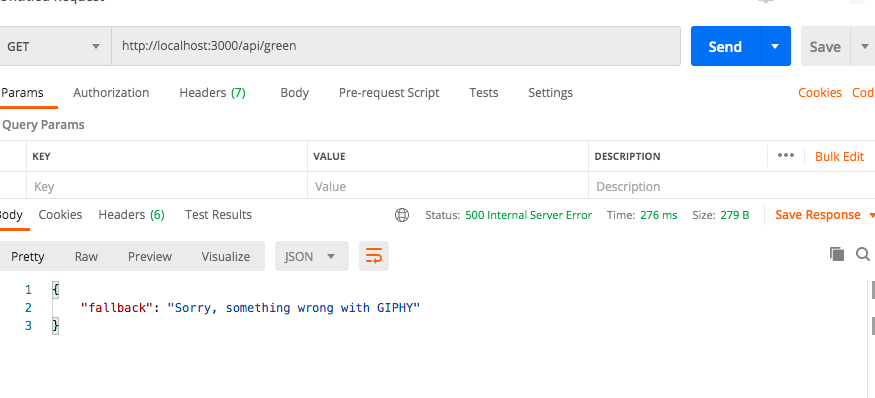 GET http://localhost:3000/api/green Send Save
Params Authorization Headers (7) Body Pre-request Script Tests Settings Cookies Cod
Query Params
KEY VALUE DESCRIPTION ••• Bulk Edit
Key Value Description
Body Cookies Headers (6) Test Results Status: 500 Internal Server Error Time: 276 ms Size: 279 B Save Response
Pretty Raw Preview Visualize JSON
1 {
2 "fallback": "Sorry, something wrong with GIPHY"
3 }